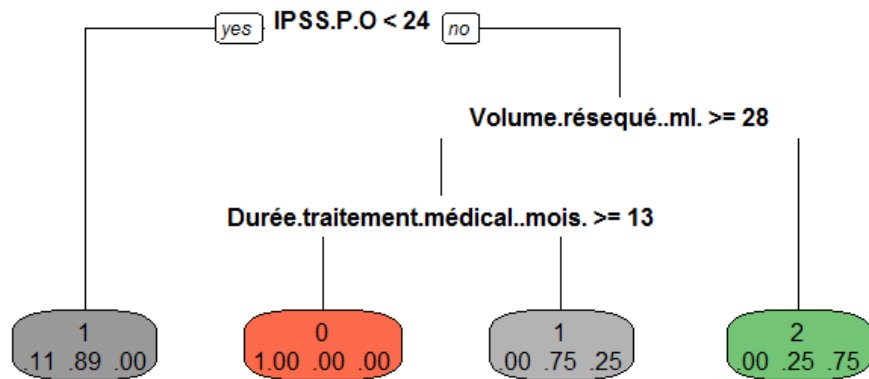 yes IPSS.P.O < 24 no
Volume.résequé..ml. >= 28
Durée.traitement.médical..mois. >= 13
1 0 1 2
.11 .89 .00 1.00 .00 .00 .00 .75 .25 .00 .25 .75